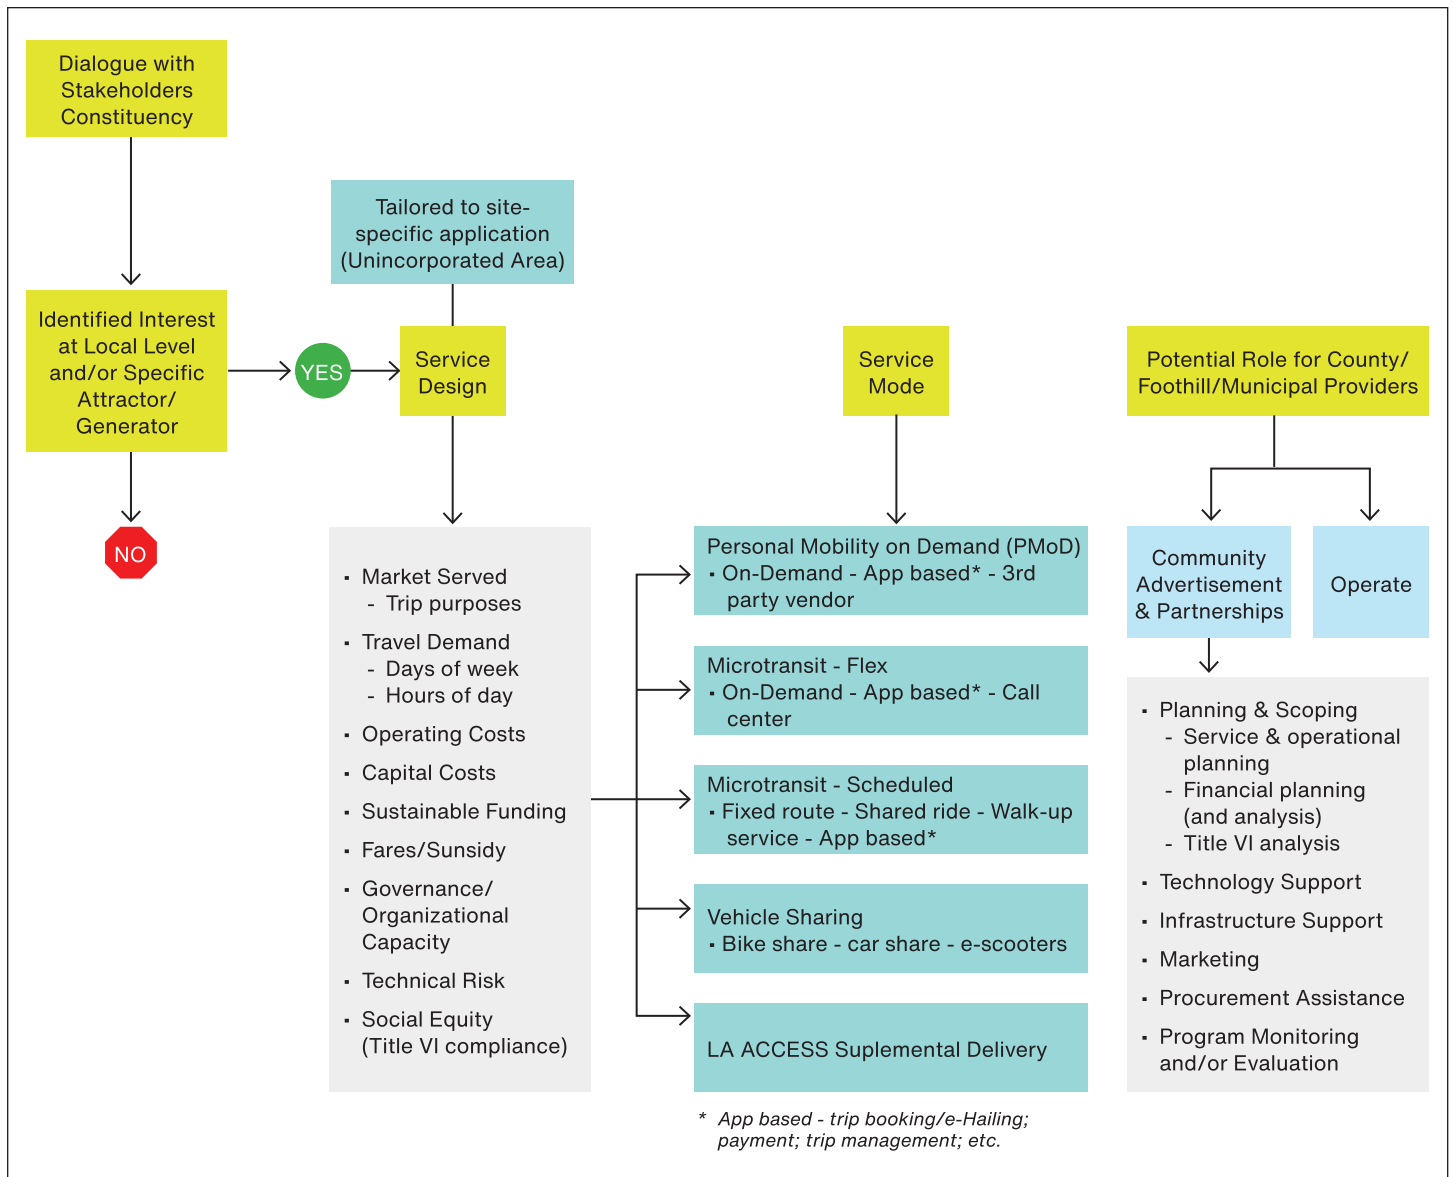 Dialogue with
Stakeholders
Constituency
Identified Interest
at Local Level
and/or Specific
Attractor/
Generator
NO
YES
Tailored to site-
specific application
(Unincorporated Area)
Service
Design
▪ Market Served
- Trip purposes
▪ Travel Demand
- Days of week
- Hours of day
▪ Operating Costs
▪ Capital Costs
▪ Sustainable Funding
▪ Fares/Sunsidy
▪ Governance/
Organizational
Capacity
▪ Technical Risk
▪ Social Equity
(Title VI compliance)
Service
Mode
Personal Mobility on Demand (PMoD)
▪ On-Demand - App based* - 3rd
party vendor
Microtransit - Flex
▪ On-Demand - App based* - Call
center
Microtransit - Scheduled
▪ Fixed route - Shared ride - Walk-up
service - App based*
Vehicle Sharing
▪ Bike share - car share - e-scooters
LA ACCESS Suplemental Delivery
* App based - trip booking/e-Hailing;
payment; trip management; etc.
Potential Role for County/
Foothill/Municipal Providers
Community
Advertisement
& Partnerships
Operate
▪ Planning & Scoping
- Service & operational
planning
- Financial planning
(and analysis)
- Title VI analysis
▪ Technology Support
▪ Infrastructure Support
▪ Marketing
▪ Procurement Assistance
▪ Program Monitoring
and/or Evaluation